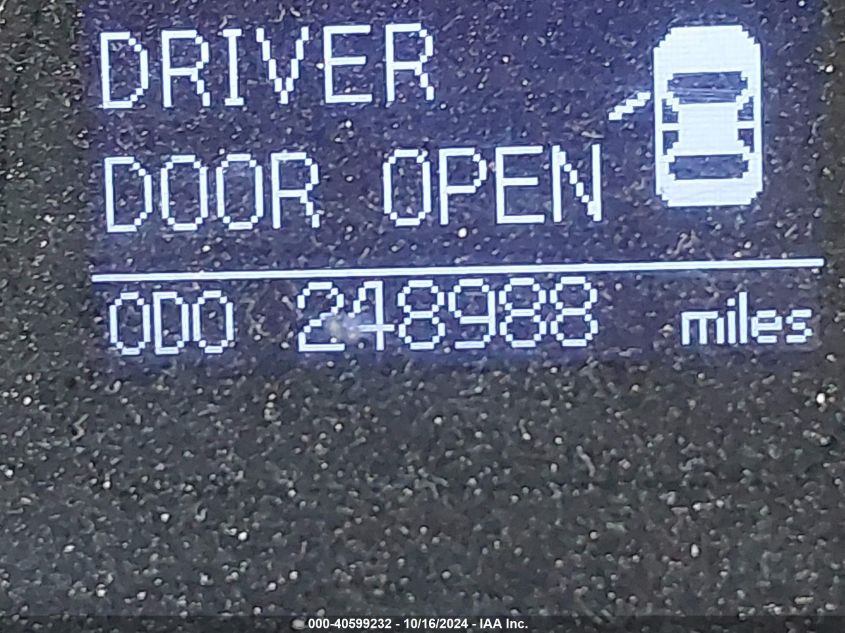 DRIVER
DOOR OPEN
ODO 248988 miles
000-40599232 - 10/16/2024 - IAA Inc.